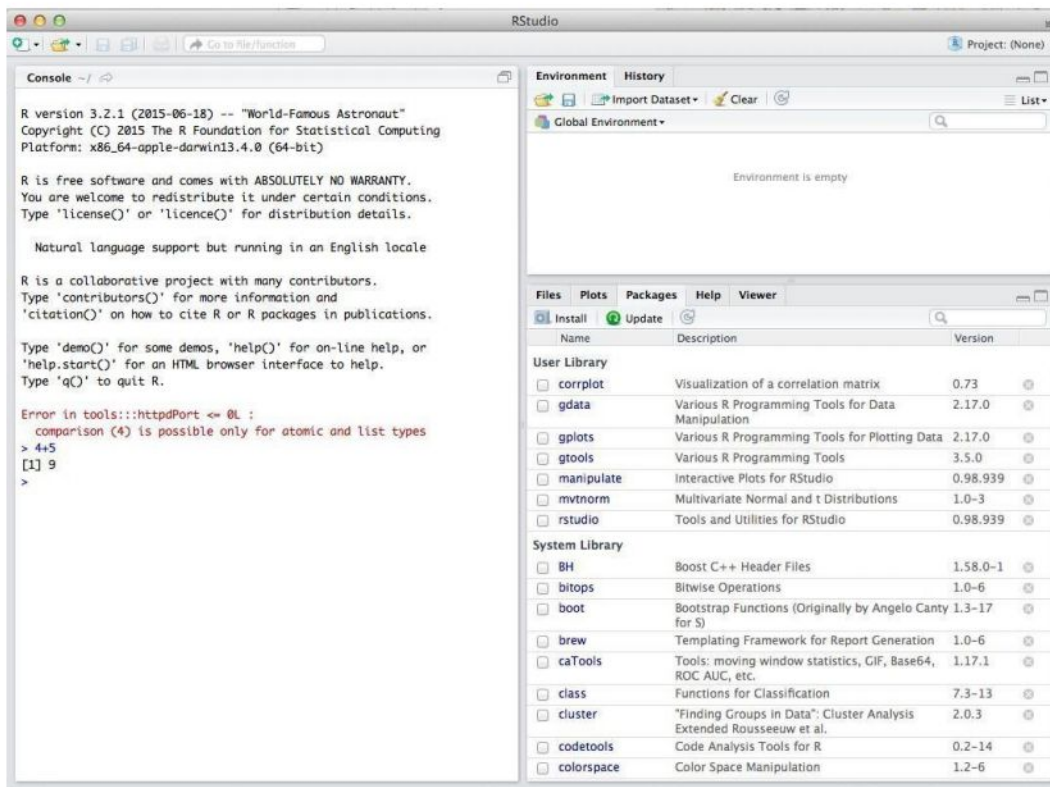 RStudio
Go to file/function
Project: (None)
Console ~/
R version 3.2.1 (2015-06-18) -- "World-Famous Astronaut"
Copyright (C) 2015 The R Foundation for Statistical Computing
Platform: x86_64-apple-darwin13.4.0 (64-bit)
R is free software and comes with ABSOLUTELY NO WARRANTY.
You are welcome to redistribute it under certain conditions.
Type 'license()' or 'licence()' for distribution details.
Natural language support but running in an English locale
R is a collaborative project with many contributors.
Type 'contributors()' for more information and
'citation()' on how to cite R or R packages in publications.
Type 'demo()' for some demos, 'help()' for on-line help, or
'help.start()' for an HTML browser interface to help.
Type 'q()' to quit R.
Error in tools:::httpdPort <= 0L :
comparison (4) is possible only for atomic and list types
> 4+5
[1] 9
>
Environment History
Import Dataset Clear List
Global Environment
Environment is empty
Files Plots Packages Help Viewer
Install Update
Name Description Version
User Library
corrplot Visualization of a correlation matrix 0.73
gdata Various R Programming Tools for Data 2.17.0
Manipulation
gplots Various R Programming Tools for Plotting Data 2.17.0
gtools Various R Programming Tools 3.5.0
manipulate Interactive Plots for RStudio 0.98.939
mvtnorm Multivariate Normal and t Distributions 1.0-3
rstudio Tools and Utilities for RStudio 0.98.939
System Library
BH Boost C++ Header Files 1.58.0-1
bitops Bitwise Operations 1.0-6
boot Bootstrap Functions (Originally by Angelo Canty 1.3-17
for S)
brew Templating Framework for Report Generation 1.0-6
caTools Tools: moving window statistics, GIF, Base64, 1.17.1
ROC AUC, etc.
class Functions for Classification 7.3-13
cluster "Finding Groups in Data": Cluster Analysis 2.0.3
Extended Rousseeuw et al.
codetools Code Analysis Tools for R 0.2-14
colorspace Color Space Manipulation 1.2-6